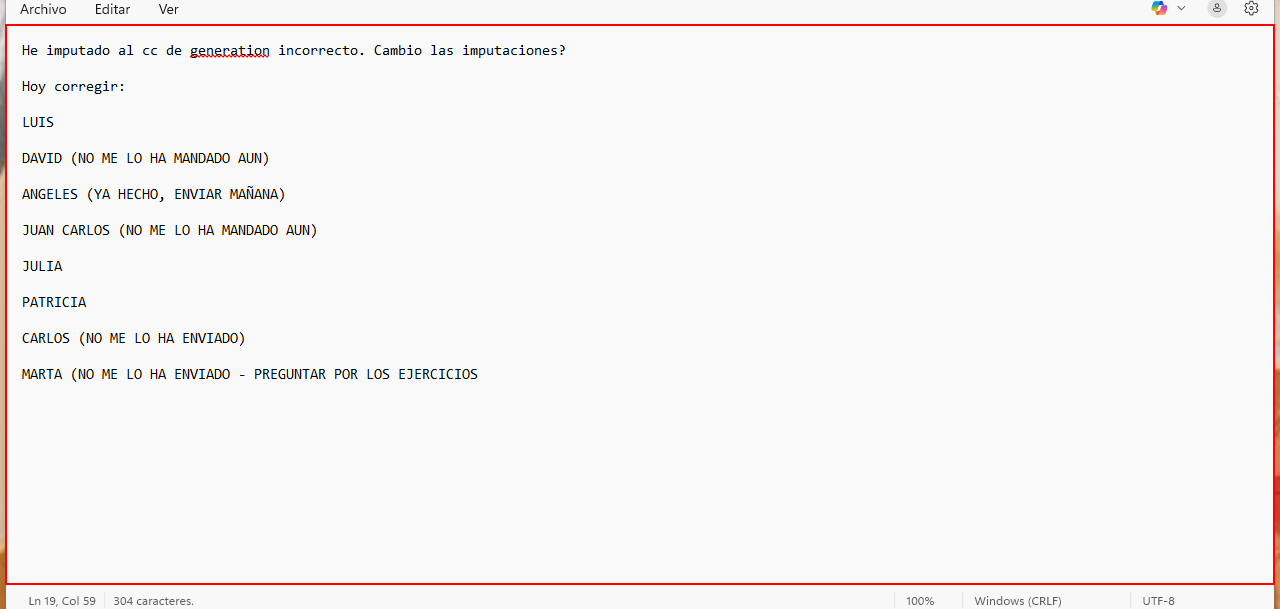 Archivo Editar Ver
He imputado al cc de generation incorrecto. Cambio las imputaciones?
Hoy corregir:
LUIS
DAVID (NO ME LO HA MANDADO AUN)
ANGELES (YA HECHO, ENVIAR MAÑANA)
JUAN CARLOS (NO ME LO HA MANDADO AUN)
JULIA
PATRICIA
CARLOS (NO ME LO HA ENVIADO)
MARTA (NO ME LO HA ENVIADO - PREGUNTAR POR LOS EJERCICIOS
Ln 19, Col 59 304 caracteres. 100% Windows (CRLF) UTF-8